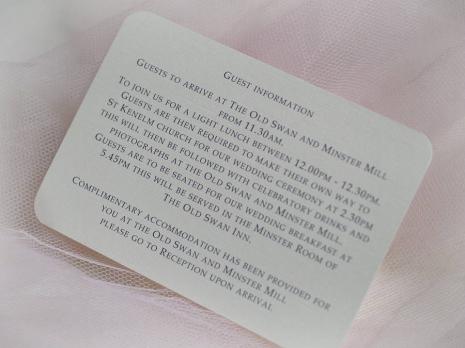 Guest information
Guests to arrive at The Old Swan and Minster Mill
from 11.30am.
To join us for a light lunch between 12.00pm - 12.30pm.
Guests are then required to make their own way to
St Kenelm church for our wedding ceremony at 2.30pm
this will then be followed with celebratory drinks and
photographs at the Old Swan and Minster Mill.
Guests are to be seated for our wedding breakfast at
5.45pm this will be served in the Minster Room of
The Old Swan Inn.
Complimentary accommodation has been provided for
you at the Old Swan and Minster Mill
please go to Reception upon arrival